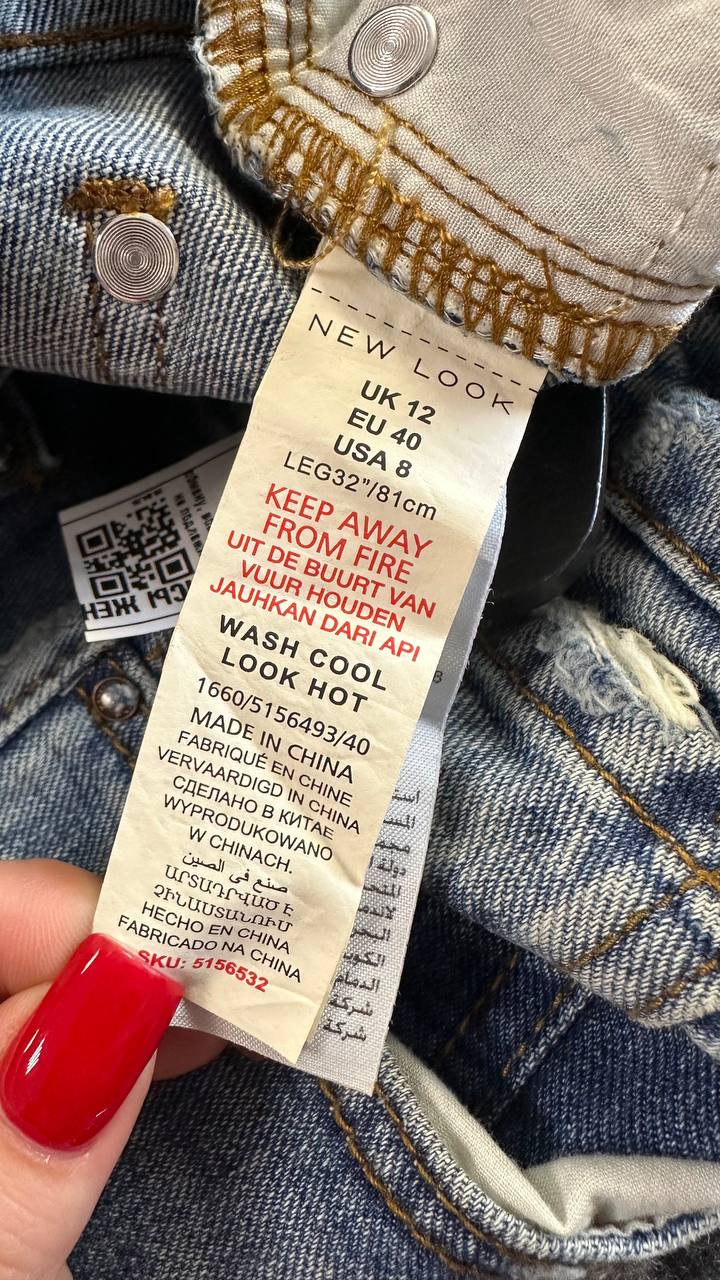 NEW LOOK
UK 12
EU 40
USA 8
LEG32"/81cm
KEEP AWAY
FROM FIRE
UIT DE BUURT VAN
VUUR HOUDEN
JAUHKAN DARI API
WASH COOL
LOOK HOT
1660/5156493/40
MADE IN CHINA
FABRIQUÉ EN CHINE
VERVAARDIGD IN CHINA
СДЕЛАНО В КИТАЕ
WYPRODUKOWANO
W CHINACH.
صنع في الصين
ԱՐՏԱԴՐՎԱԾ Է
ՉԻՆԱՍՏԱՆՈՒՄ
HECHO EN CHINA
FABRICADO NA CHINA
SKU: 5156532
شركة
شركة